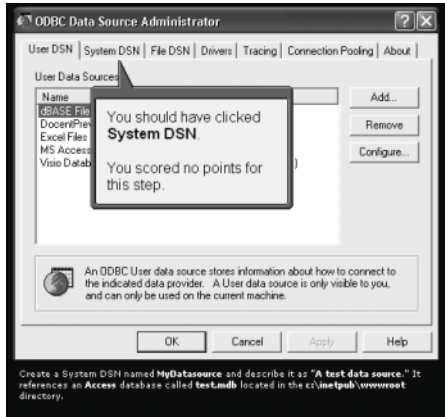 ODBC Data Source Administrator
User DSN System DSN File DSN Drivers Tracing Connection Pooling About
User Data Sources
Name
dBASE File
Excel Files
MS Access
Visio Datab
)
You should have clicked
System DSN.
You scored no points for
this step.
Add...
Remove
Configure...
An ODBC User data source stores information about how to connect to
the indicated data provider. A User data source is only visible to you,
and can only be used on the current machine.
OK Cancel Apply Help
Create a System DSN named MyDatasource and describe it as "A test data source." It
references an Access database called test.mdb located in the c:\inetpub\wwwroot
directory.